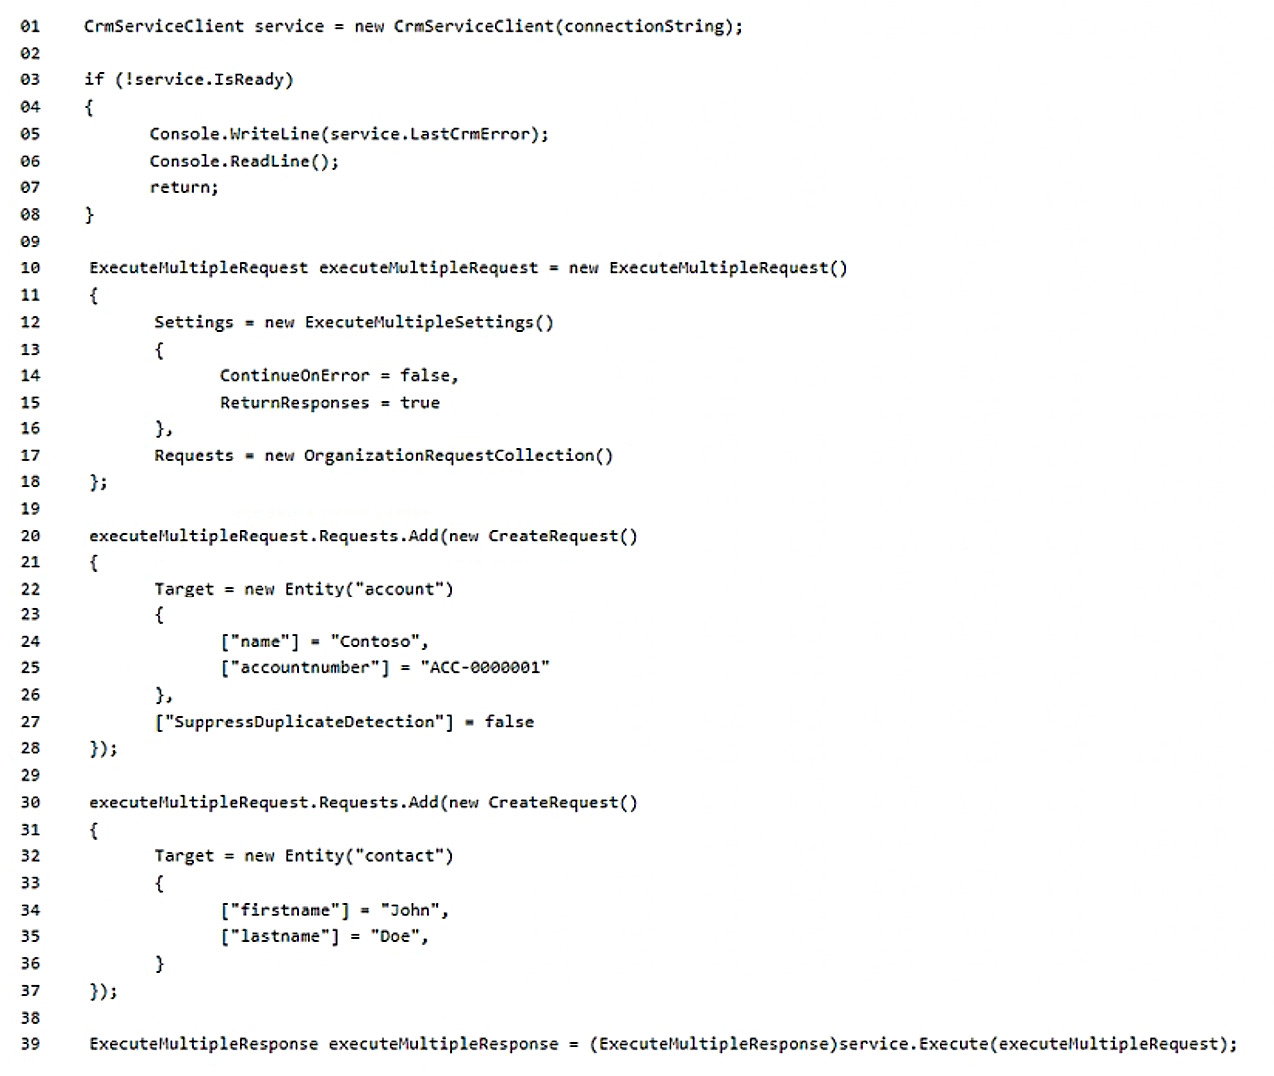 01 CrmServiceClient service = new CrmServiceClient(connectionString);
02
03 if (!service.IsReady)
04 {
05 Console.WriteLine(service.LastCrmError);
06 Console.ReadLine();
07 return;
08 }
09
10 ExecuteMultipleRequest executeMultipleRequest = new ExecuteMultipleRequest()
11 {
12 Settings = new ExecuteMultipleSettings()
13 {
14 ContinueOnError = false,
15 ReturnResponses = true
16 },
17 Requests = new OrganizationRequestCollection()
18 };
19
20 executeMultipleRequest.Requests.Add(new CreateRequest()
21 {
22 Target = new Entity("account")
23 {
24 ["name"] = "Contoso",
25 ["accountnumber"] = "ACC-0000001"
26 },
27 ["SuppressDuplicateDetection"] = false
28 });
29
30 executeMultipleRequest.Requests.Add(new CreateRequest()
31 {
32 Target = new Entity("contact")
33 {
34 ["firstname"] = "John",
35 ["lastname"] = "Doe",
36 }
37 });
38
39 ExecuteMultipleResponse executeMultipleResponse = (ExecuteMultipleResponse)service.Execute(executeMultipleRequest);